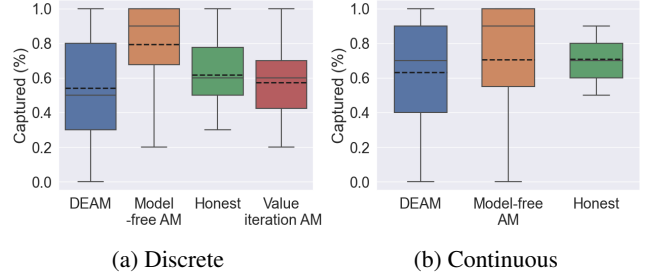 Captured (%)
1.0
0.8
0.6
0.4
0.2
0.0
DEAM
Model
-free AM
Honest
Value
iteration AM
(a) Discrete
Captured (%)
1.0
0.8
0.6
0.4
0.2
0.0
DEAM
Model-free
AM
Honest
(b) Continuous